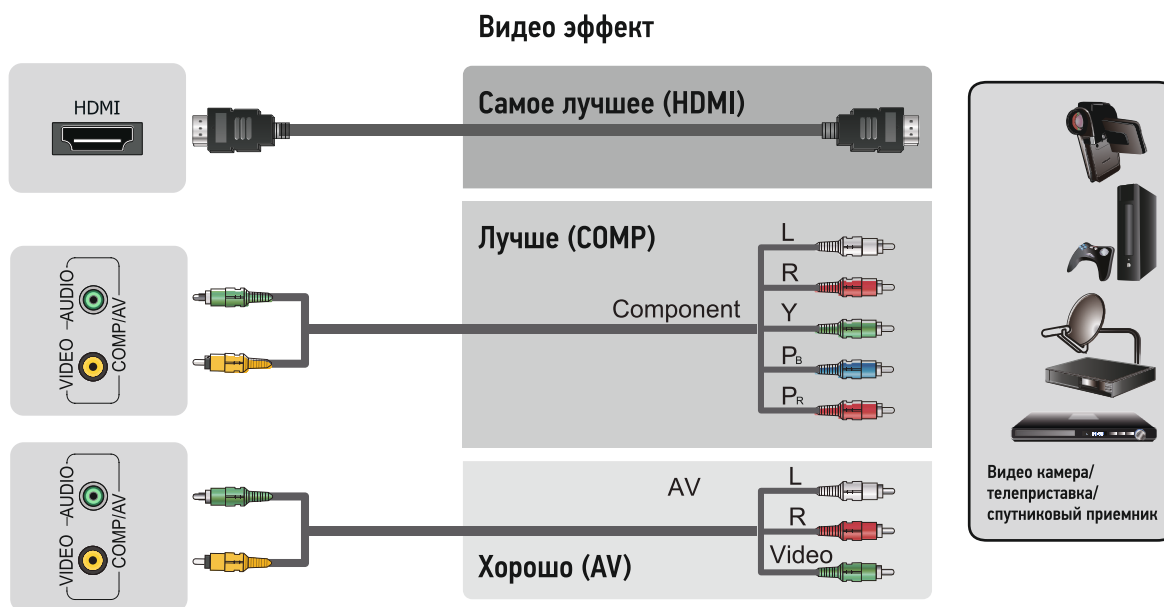 Видео эффект
HDMI
Самое лучшее (HDMI)
VIDEO AUDIO
COMP/AV
Лучше (COMP)
Component
L
R
Y
PB
PR
VIDEO AUDIO
COMP/AV
AV
L
R
Video
Хорошо (AV)
Видео камера/
телеприставка/
спутниковый приемник